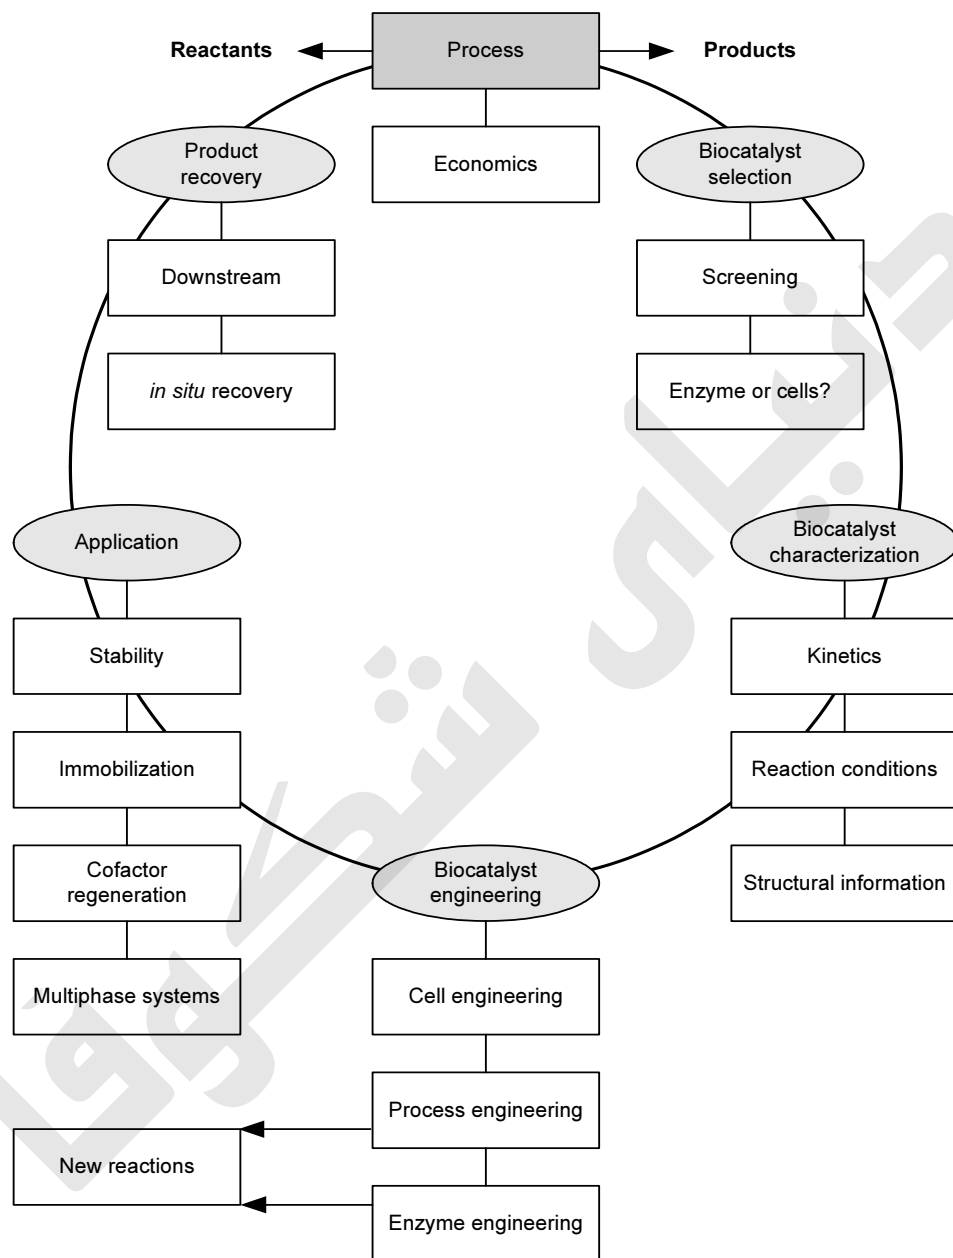 Reactants
Process
Products
Product
recovery
Economics
Biocatalyst
selection
Downstream
Screening
in situ recovery
Enzyme or cells?
Application
Biocatalyst
characterization
Stability
Kinetics
Immobilization
Reaction conditions
Cofactor
regeneration
Biocatalyst
engineering
Structural information
Multiphase systems
Cell engineering
Process engineering
New reactions
Enzyme engineering
دنیای شکوفا